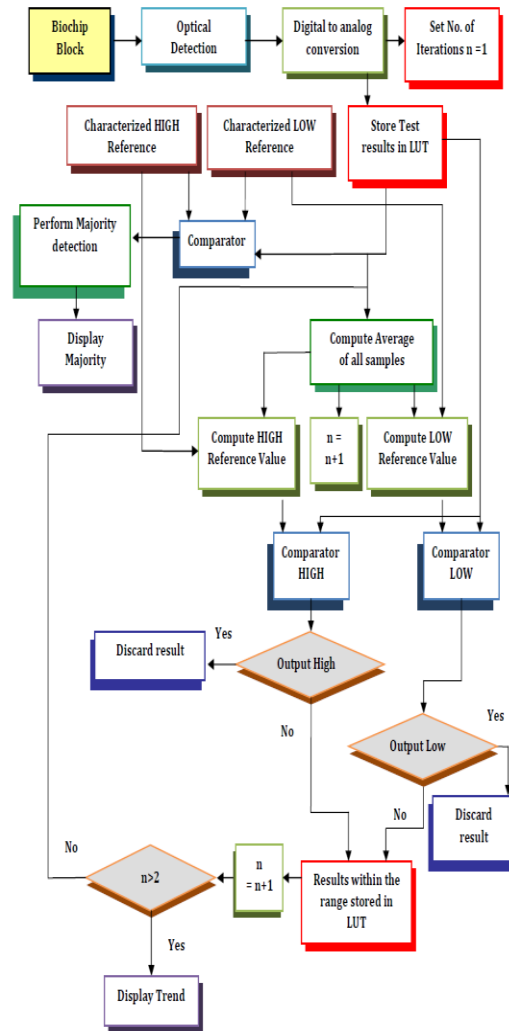 Biochip
Block
Optical
Detection
Digital to analog
conversion
Set No. of
Iterations n =1
Characterized HIGH
Reference
Characterized LOW
Reference
Store Test
results in LUT
Perform Majority
detection
Comparator
Display
Majority
Compute Average
of all samples
Compute HIGH
Reference Value
n =
n+1
Compute LOW
Reference Value
Comparator
HIGH
Comparator
LOW
Yes
Discard result
Output High
No
Output Low
Yes
No
Discard
result
No
n>2
n
= n+1
Results within the
range stored in
LUT
Yes
Display Trend